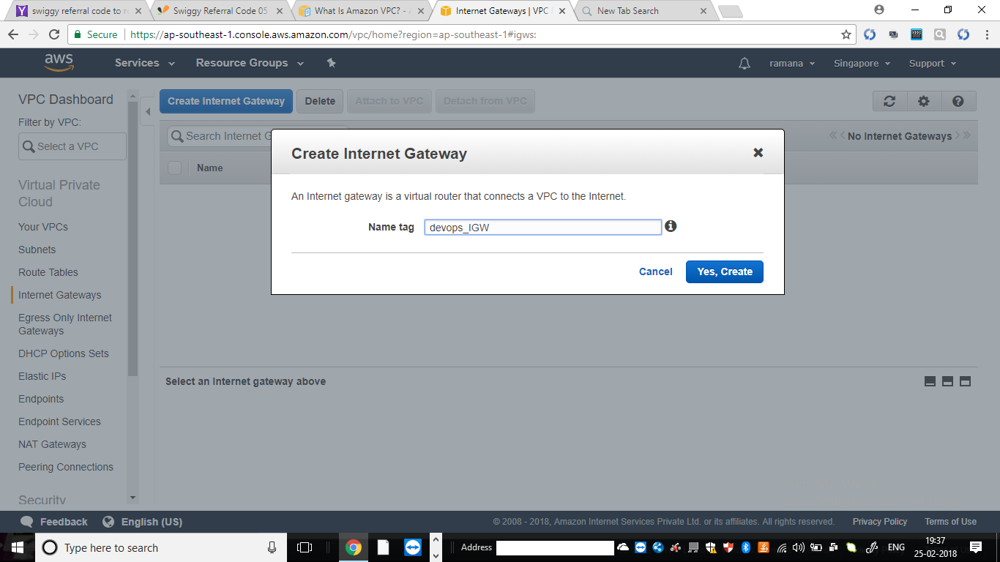 swiggy referral code to r
Swiggy Referral Code 05
What Is Amazon VPC? - A
Internet Gateways | VPC
New Tab Search
Secure
https://ap-southeast-1.console.aws.amazon.com/vpc/home?region=ap-southeast-1#igws:
aws
Services
Resource Groups
ramana
Singapore
Support
VPC Dashboard
Filter by VPC:
Select a VPC
Virtual Private
Cloud
Your VPCs
Subnets
Route Tables
Internet Gateways
Egress Only Internet
Gateways
DHCP Options Sets
Elastic IPs
Endpoints
Endpoint Services
NAT Gateways
Peering Connections
Security
Create Internet Gateway
Delete
Attach to VPC
Detach from VPC
Search Internet G
No Internet Gateways
Name
Create Internet Gateway
An Internet gateway is a virtual router that connects a VPC to the Internet.
Name tag
devops_IGW
Cancel
Yes, Create
Select an Internet gateway above
Feedback
English (US)
© 2008 - 2018, Amazon Internet Services Private Ltd. or its affiliates. All rights reserved.
Privacy Policy
Terms of Use
Type here to search
Address
ENG
19:37
25-02-2018